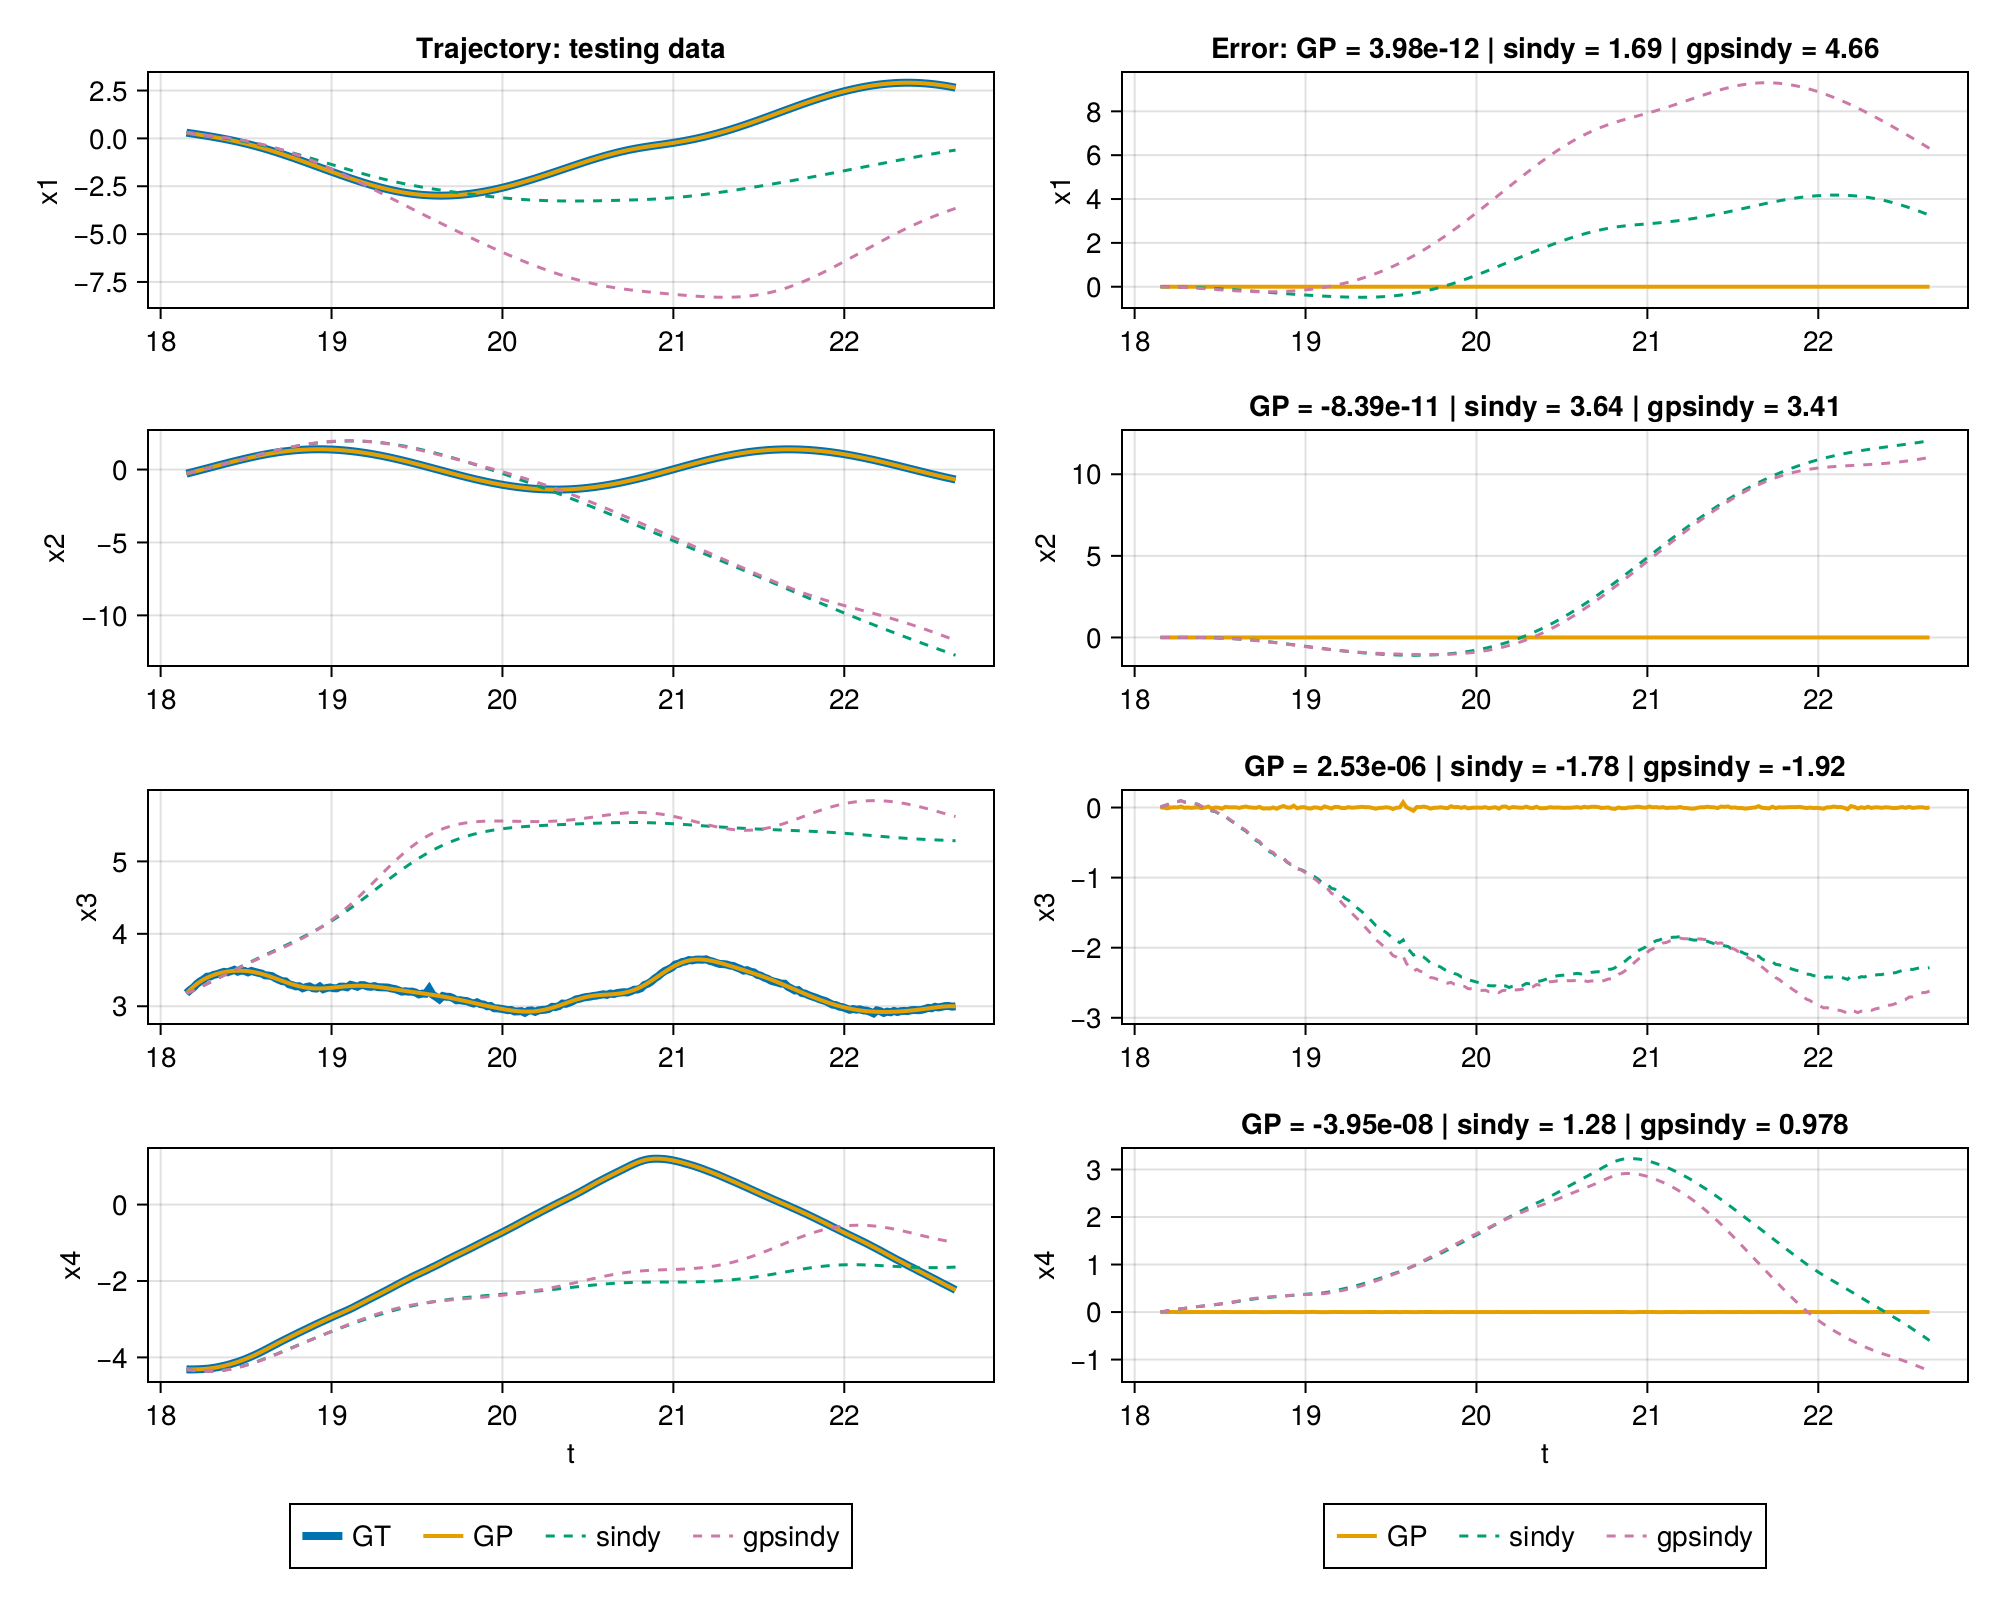 Trajectory: testing data
2.5
0.0
−2.5
−5.0
−7.5
x1
18 19 20 21 22
Error: GP = 3.98e-12 | sindy = 1.69 | gpsindy = 4.66
8
6
4
2
0
x1
18 19 20 21 22
0
−5
−10
x2
18 19 20 21 22
GP = -8.39e-11 | sindy = 3.64 | gpsindy = 3.41
10
5
0
x2
18 19 20 21 22
5
4
3
x3
18 19 20 21 22
GP = 2.53e-06 | sindy = -1.78 | gpsindy = -1.92
0
−1
−2
−3
x3
18 19 20 21 22
0
−2
−4
x4
18 19 20 21 22
t
GP = -3.95e-08 | sindy = 1.28 | gpsindy = 0.978
3
2
1
0
−1
x4
18 19 20 21 22
t
GT GP sindy gpsindy
GP sindy gpsindy